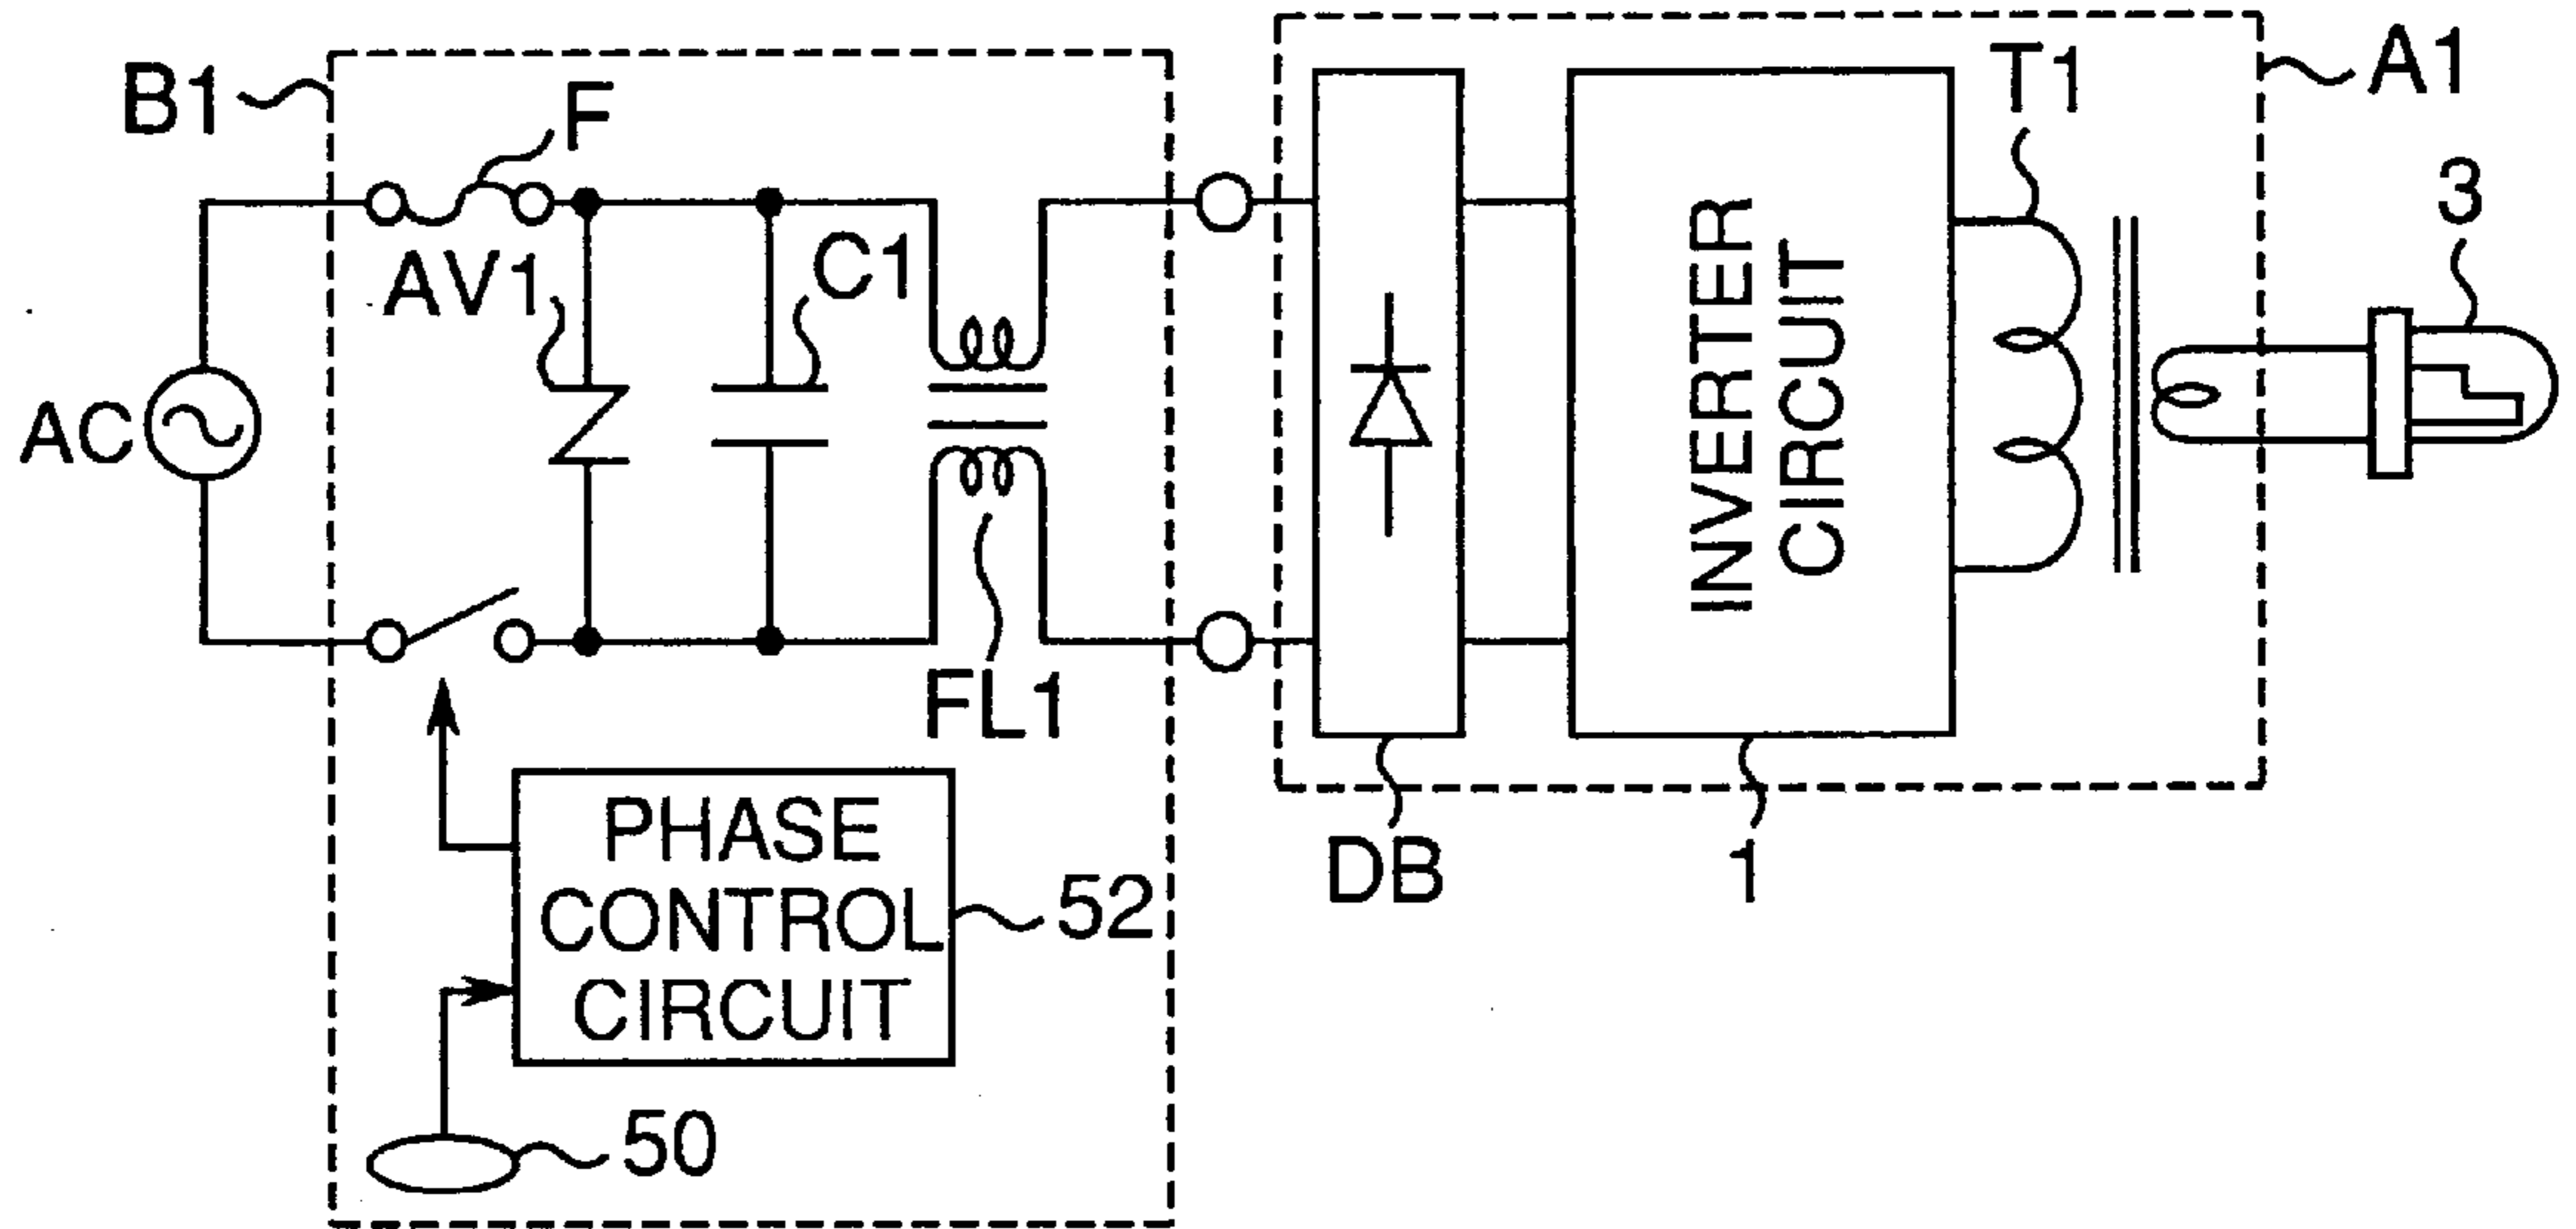 B1
F
AV1
C1
AC
FL1
PHASE
CONTROL
CIRCUIT
52
50
A1
T1
3
INVERTER
CIRCUIT
DB
1